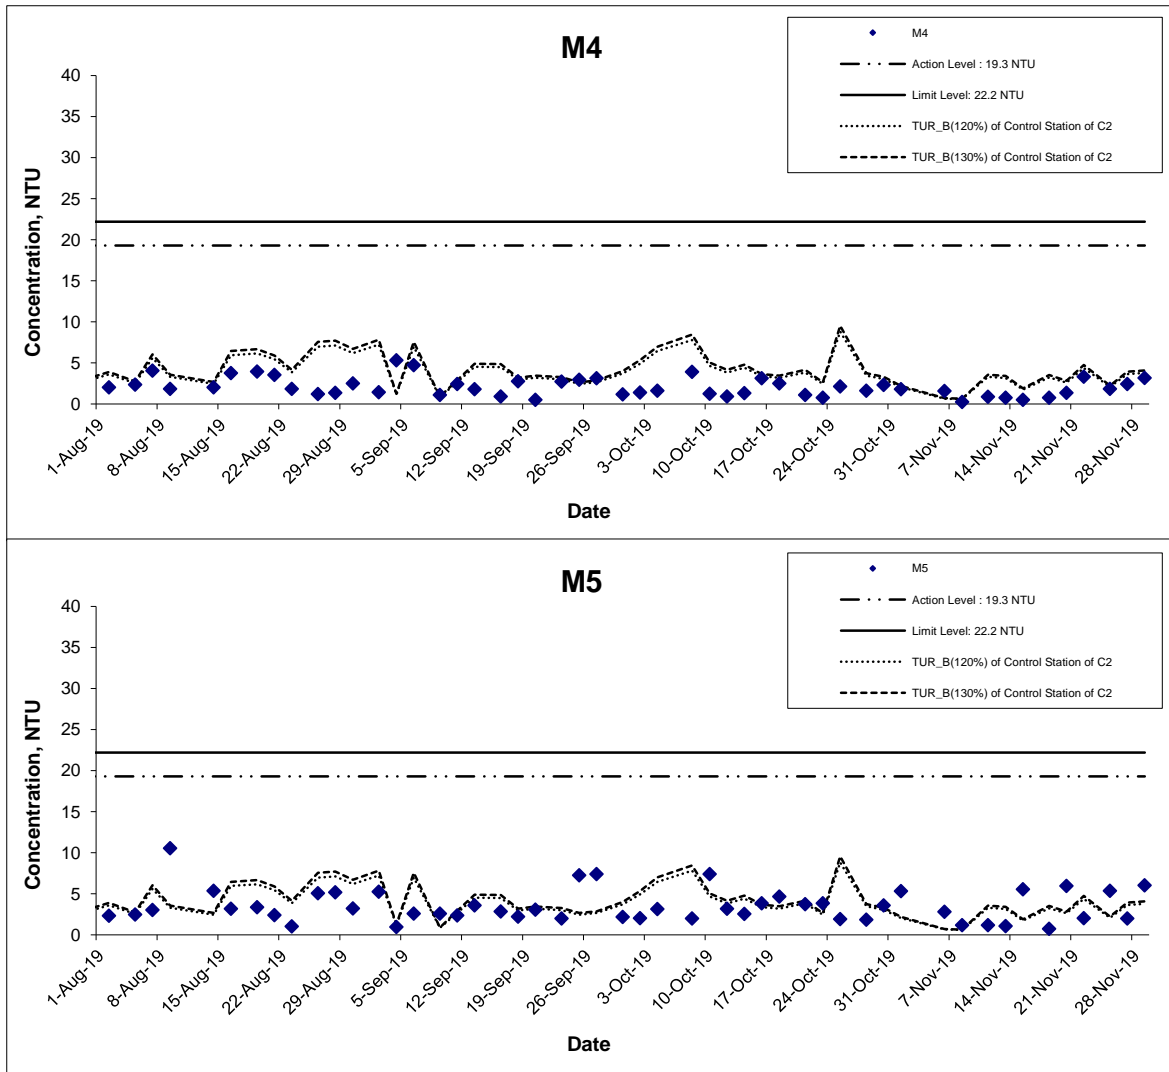 M4
M4
Action Level : 19.3 NTU
Limit Level: 22.2 NTU
TUR_B(120%) of Control Station of C2
TUR_B(130%) of Control Station of C2
Concentration, NTU
40
35
30
25
20
15
10
5
0
1-Aug-19 8-Aug-19 15-Aug-19 22-Aug-19 29-Aug-19 5-Sep-19 12-Sep-19 19-Sep-19 26-Sep-19 3-Oct-19 10-Oct-19 17-Oct-19 24-Oct-19 31-Oct-19 7-Nov-19 14-Nov-19 21-Nov-19 28-Nov-19
Date
M5
M5
Action Level : 19.3 NTU
Limit Level: 22.2 NTU
TUR_B(120%) of Control Station of C2
TUR_B(130%) of Control Station of C2
Concentration, NTU
40
35
30
25
20
15
10
5
0
1-Aug-19 8-Aug-19 15-Aug-19 22-Aug-19 29-Aug-19 5-Sep-19 12-Sep-19 19-Sep-19 26-Sep-19 3-Oct-19 10-Oct-19 17-Oct-19 24-Oct-19 31-Oct-19 7-Nov-19 14-Nov-19 21-Nov-19 28-Nov-19
Date